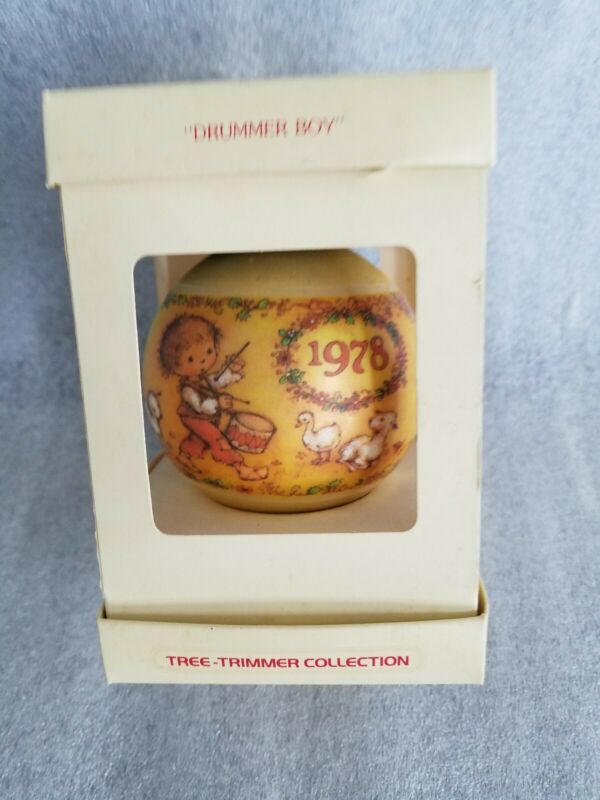 "DRUMMER BOY"
1978
TREE-TRIMMER COLLECTION